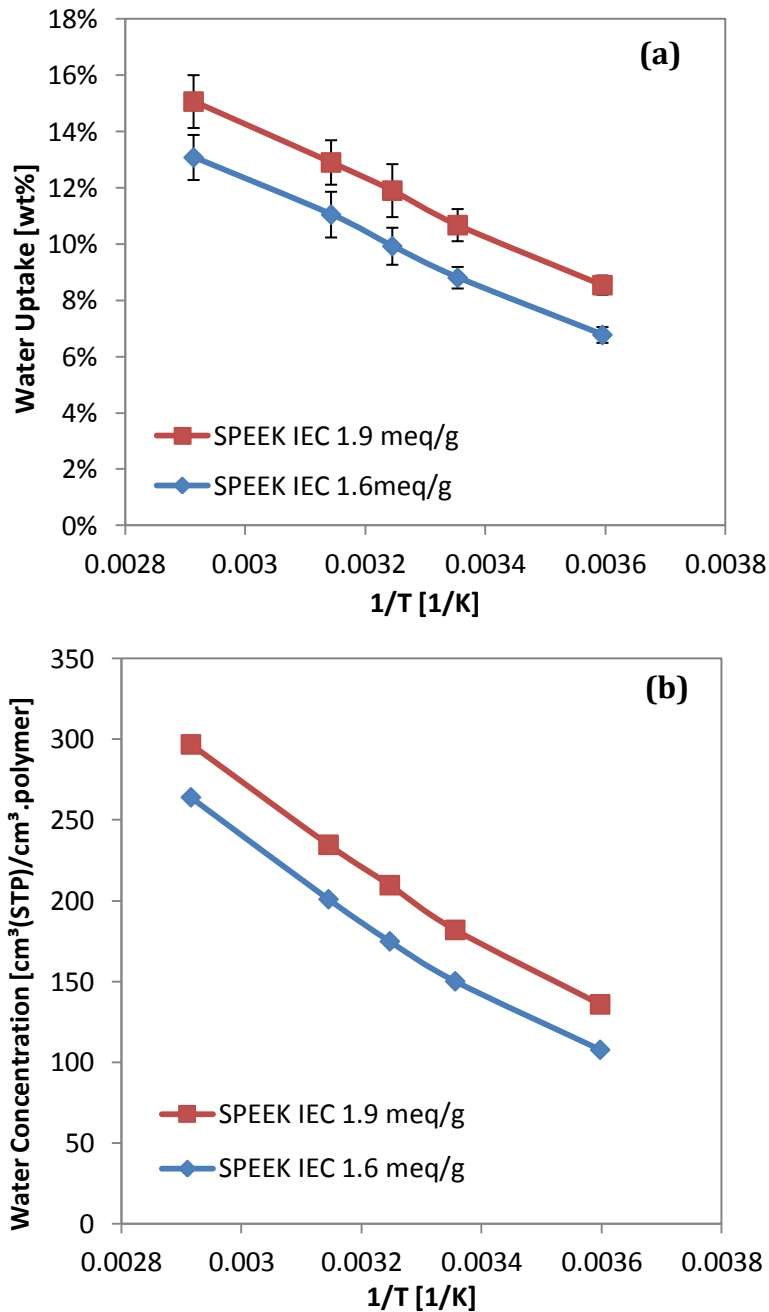 18%
(a)
16%
14%
12%
10%
8%
6%
4%
2%
0%
Water Uptake [wt%]
SPEEK IEC 1.9 meq/g
SPEEK IEC 1.6meq/g
0.0028 0.003 0.0032 0.0034 0.0036 0.0038
1/T [1/K]
350
(b)
300
250
200
150
100
50
0
Water Concentration [cm³(STP)/cm³.polymer]
SPEEK IEC 1.9 meq/g
SPEEK IEC 1.6 meq/g
0.0028 0.003 0.0032 0.0034 0.0036 0.0038
1/T [1/K]